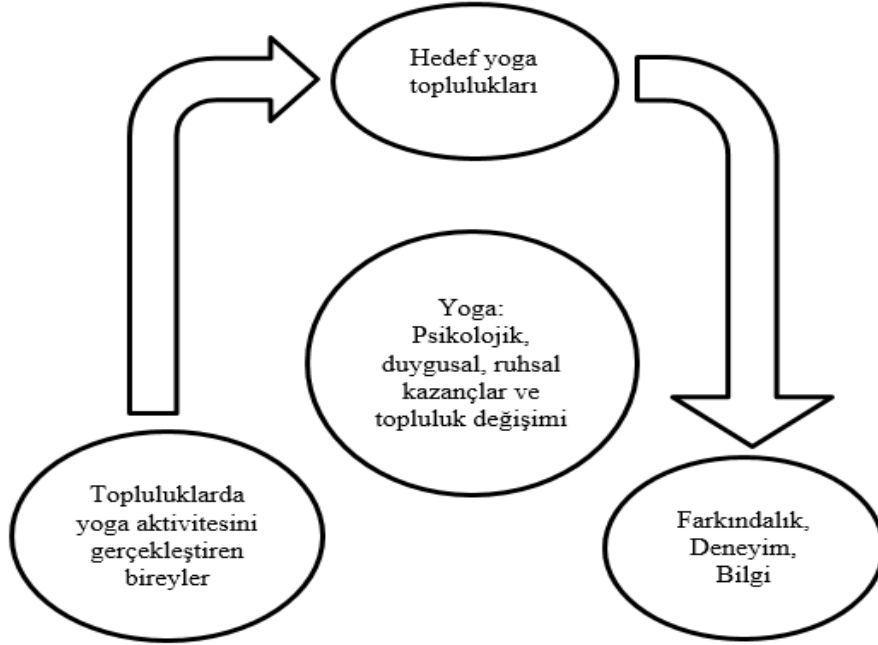 Hedef yoga
toplulukları
Yoga:
Psikolojik,
duygusal, ruhsal
kazançlar ve
topluluk değişimi
Topluluklarda
yoga aktivitesini
gerçekleştiren
bireyler
Farkındalık,
Deneyim,
Bilgi